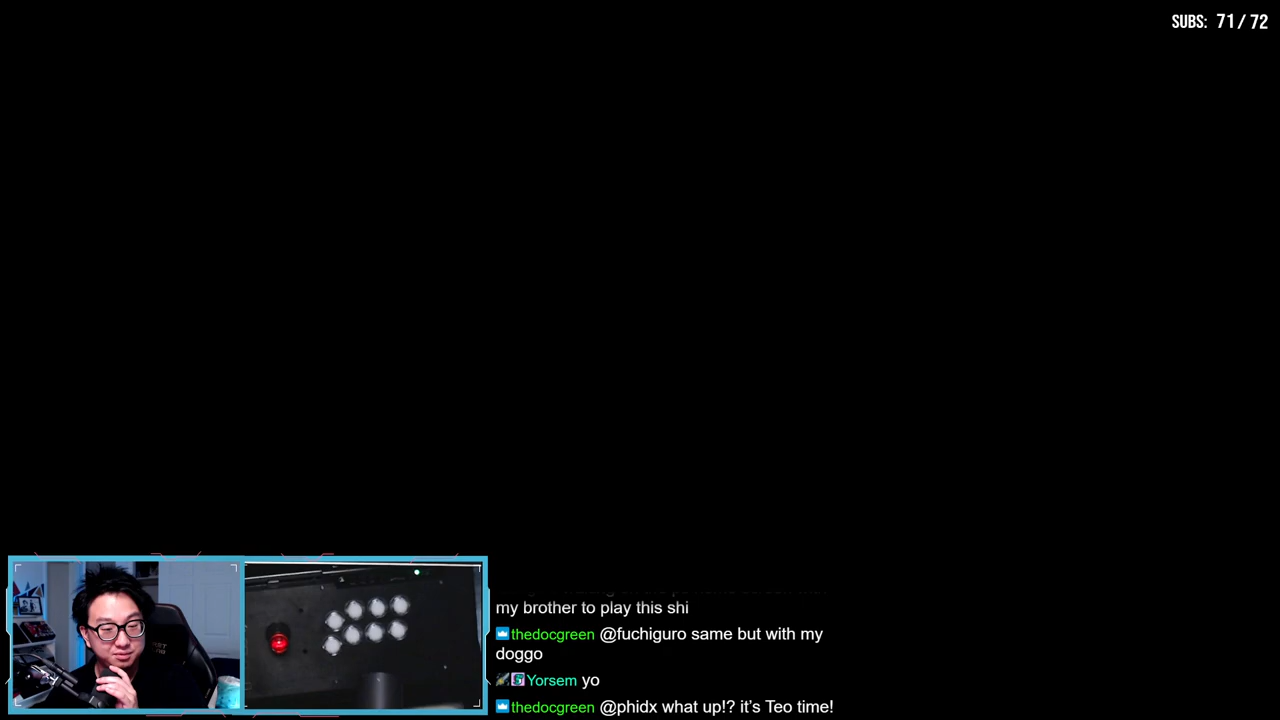 SUBS: 71 / 72
my brother to play this shi
thedocgreen @fuchiguro same but with my
doggo
Yorsem yo
thedocgreen @phidx what up!? it's Teo time!